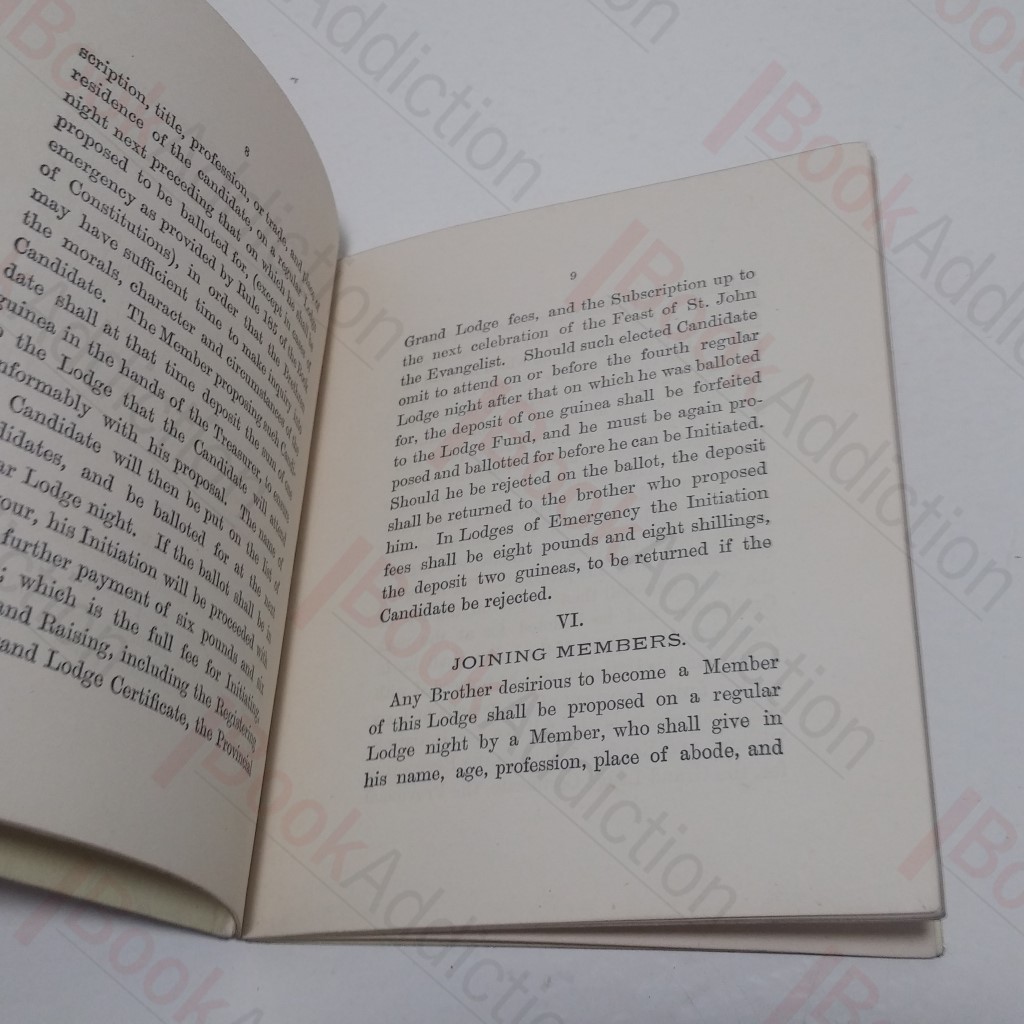 8
scription, title, profession, or trade, and place of
residence of the candidate, on a regular Lodge
night next preceding that on which he shall be
proposed to be balloted for, (except in cases of
emergency as provided by Rule 165, of the Book
of Constitutions), in order that the Brethren
may have sufficient time to make inquiry into
the morals, character and circumstances of the
Candidate. The Member proposing such Candi-
date shall at that time deposit the sum of one
guinea in the hands of the Treasurer, to ensure
the Lodge that the Candidate will attend
nformably with his proposal. The name of
Candidate will then be put on the list of
didates, and be balloted for at the next
ar Lodge night. If the ballot shall be in
our, his Initiation will be proceeded with
further payment of six pounds and six
; which is the full fee for Initiating,
and Raising, including the Registering
and Lodge Certificate, the Provincial
9
Grand Lodge fees, and the Subscription up to
the next celebration of the Feast of St. John
the Evangelist. Should such elected Candidate
omit to attend on or before the fourth regular
Lodge night after that on which he was balloted
for, the deposit of one guinea shall be forfeited
to the Lodge Fund, and he must be again pro-
posed and ballotted for before he can be Initiated.
Should he be rejected on the ballot, the deposit
shall be returned to the brother who proposed
him. In Lodges of Emergency the Initiation
fees shall be eight pounds and eight shillings,
the deposit two guineas, to be returned if the
Candidate be rejected.
VI.
JOINING MEMBERS.
Any Brother desirious to become a Member
of this Lodge shall be proposed on a regular
Lodge night by a Member, who shall give in
his name, age, profession, place of abode, and
BookAddiction